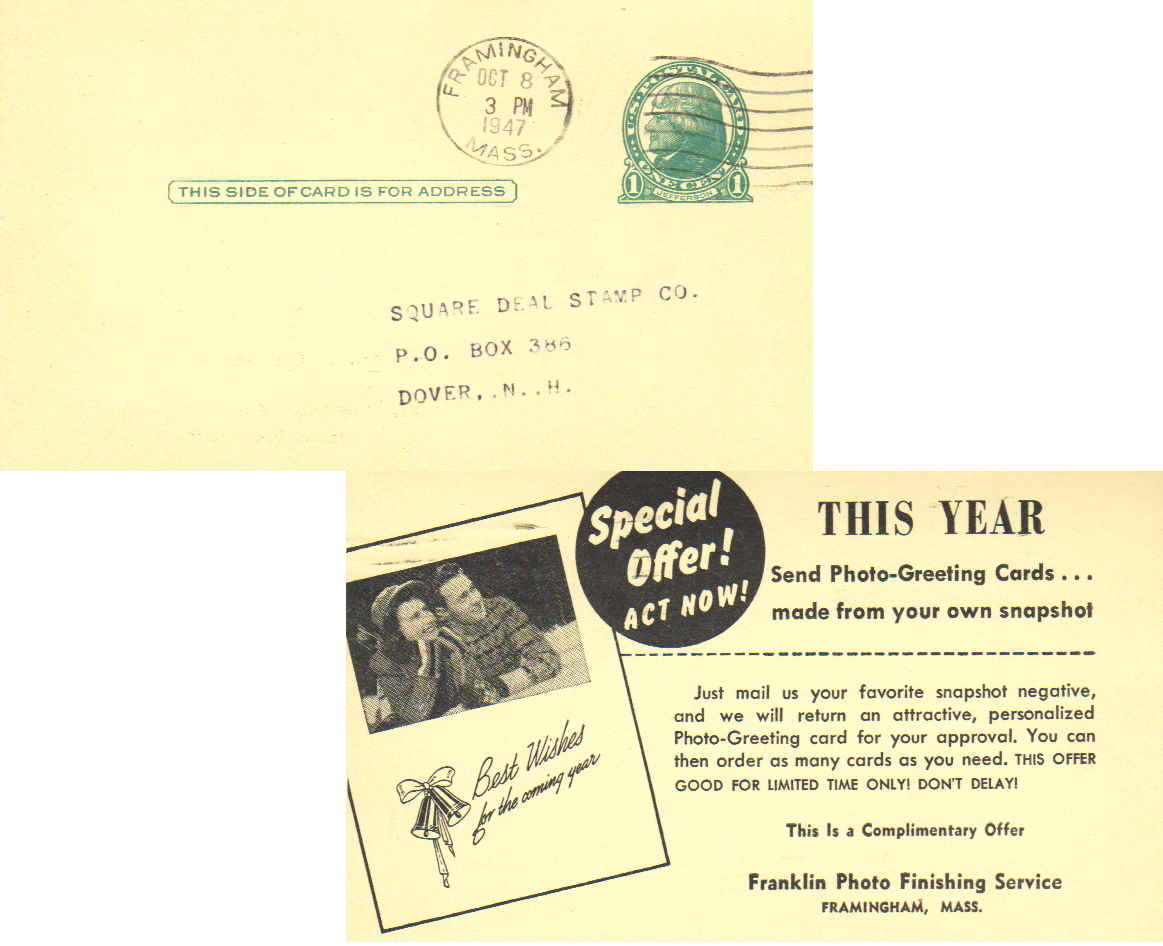 FRAMINGHAM
OCT 8
3 PM
1947
MASS.
U.S. POSTAL CARD
ONE CENT
1 JEFFERSON 1
THIS SIDE OF CARD IS FOR ADDRESS
SQUARE DEAL STAMP CO.
P.O. BOX 386
DOVER,.N..H.
Special
Offer!
ACT NOW!
THIS YEAR
Send Photo-Greeting Cards...
made from your own snapshot
Just mail us your favorite snapshot negative,
and we will return an attractive, personalized
Photo-Greeting card for your approval. You can
then order as many cards as you need. THIS OFFER
GOOD FOR LIMITED TIME ONLY! DON'T DELAY!
This Is a Complimentary Offer
Franklin Photo Finishing Service
FRAMINGHAM, MASS.
Best Wishes
for the coming year